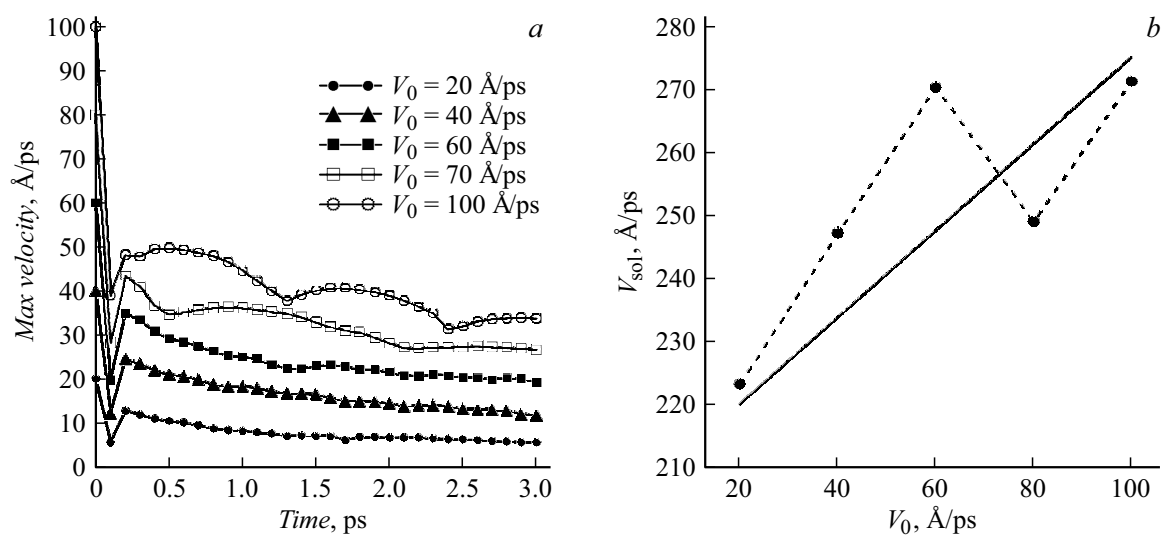 a
100
90
80
70
60
50
40
30
20
10
0
Max velocity, Å/ps
V0 = 20 Å/ps
V0 = 40 Å/ps
V0 = 60 Å/ps
V0 = 70 Å/ps
V0 = 100 Å/ps
0 0.5 1.0 1.5 2.0 2.5 3.0
Time, ps
b
280
270
260
250
240
230
220
210
Vsol, Å/ps
20 40 60 80 100
V0, Å/ps